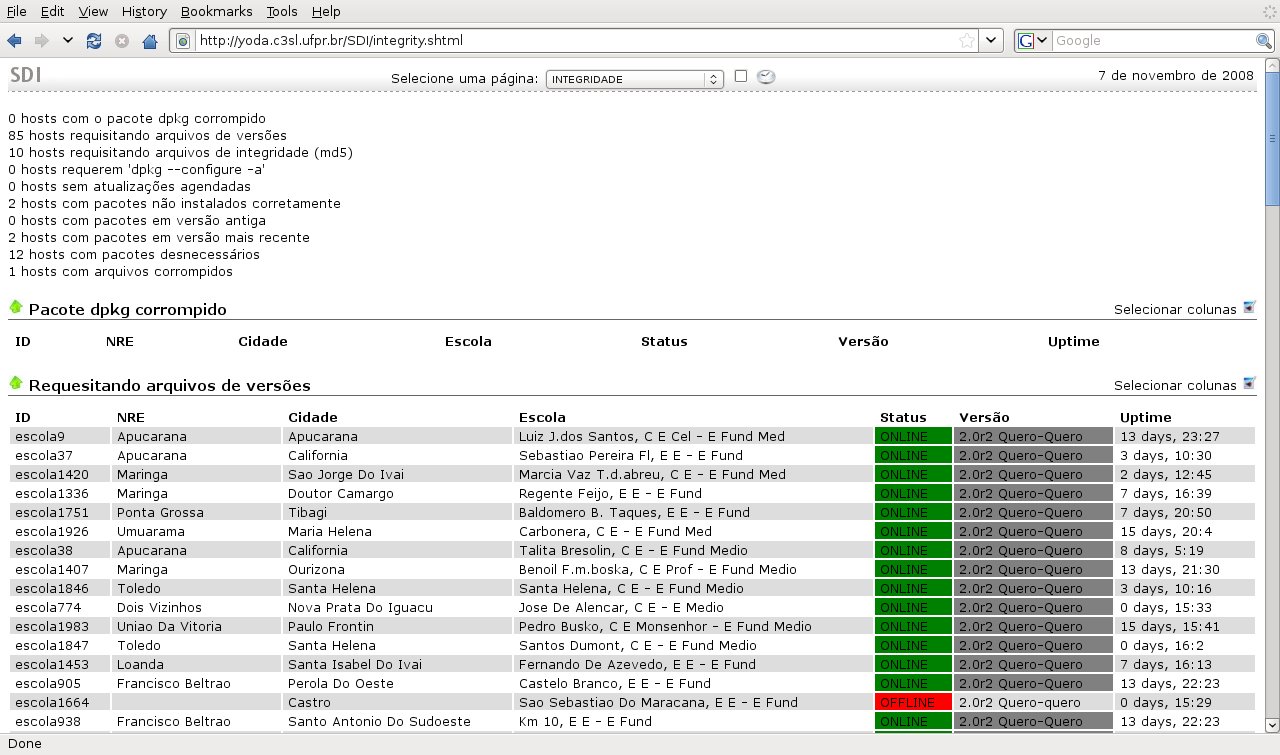 File Edit View History Bookmarks Tools Help
http://yoda.c3sl.ufpr.br/SDI/integrity.shtml G Google
SDI Selecione uma página: INTEGRIDADE 7 de novembro de 2008
0 hosts com o pacote dpkg corrompido
85 hosts requisitando arquivos de versões
10 hosts requisitando arquivos de integridade (md5)
0 hosts requerem 'dpkg --configure -a'
0 hosts sem atualizações agendadas
2 hosts com pacotes não instalados corretamente
0 hosts com pacotes em versão antiga
2 hosts com pacotes em versão mais recente
12 hosts com pacotes desnecessários
1 hosts com arquivos corrompidos
Pacote dpkg corrompido Selecionar colunas
ID NRE Cidade Escola Status Versão Uptime
Requesitando arquivos de versões Selecionar colunas
ID NRE Cidade Escola Status Versão Uptime
escola9 Apucarana Apucarana Luiz J.dos Santos, C E Cel - E Fund Med ONLINE 2.0r2 Quero-Quero 13 days, 23:27
escola37 Apucarana California Sebastiao Pereira Fl, E E - E Fund ONLINE 2.0r2 Quero-Quero 3 days, 10:30
escola1420 Maringa Sao Jorge Do Ivai Marcia Vaz T.d.abreu, C E - E Fund Med ONLINE 2.0r2 Quero-Quero 2 days, 12:45
escola1336 Maringa Doutor Camargo Regente Feijo, E E - E Fund ONLINE 2.0r2 Quero-Quero 7 days, 16:39
escola1751 Ponta Grossa Tibagi Baldomero B. Taques, E E - E Fund ONLINE 2.0r2 Quero-Quero 7 days, 20:50
escola1926 Umuarama Maria Helena Carbonera, C E - E Fund Med ONLINE 2.0r2 Quero-Quero 15 days, 20:4
escola38 Apucarana California Talita Bresolin, C E - E Fund Medio ONLINE 2.0r2 Quero-Quero 8 days, 5:19
escola1407 Maringa Ourizona Benoil F.m.boska, C E Prof - E Fund Medio ONLINE 2.0r2 Quero-Quero 13 days, 21:30
escola1846 Toledo Santa Helena Santa Helena, C E - E Fund Medio ONLINE 2.0r2 Quero-Quero 3 days, 10:16
escola774 Dois Vizinhos Nova Prata Do Iguacu Jose De Alencar, C E - E Medio ONLINE 2.0r2 Quero-Quero 0 days, 15:33
escola1983 Uniao Da Vitoria Paulo Frontin Pedro Busko, C E Monsenhor - E Fund Medio ONLINE 2.0r2 Quero-Quero 15 days, 15:41
escola1847 Toledo Santa Helena Santos Dumont, C E - E Fund Medio ONLINE 2.0r2 Quero-Quero 0 days, 16:2
escola1453 Loanda Santa Isabel Do Ivai Fernando De Azevedo, E E - E Fund ONLINE 2.0r2 Quero-Quero 7 days, 16:13
escola905 Francisco Beltrao Perola Do Oeste Castelo Branco, E E - E Fund ONLINE 2.0r2 Quero-Quero 13 days, 22:23
escola1664 Castro Sao Sebastiao Do Maracana, E E - E Fund OFFLINE 2.0r2 Quero-quero 0 days, 15:29
escola938 Francisco Beltrao Santo Antonio Do Sudoeste Km 10, E E - E Fund ONLINE 2.0r2 Quero-Quero 13 days, 22:23
Done